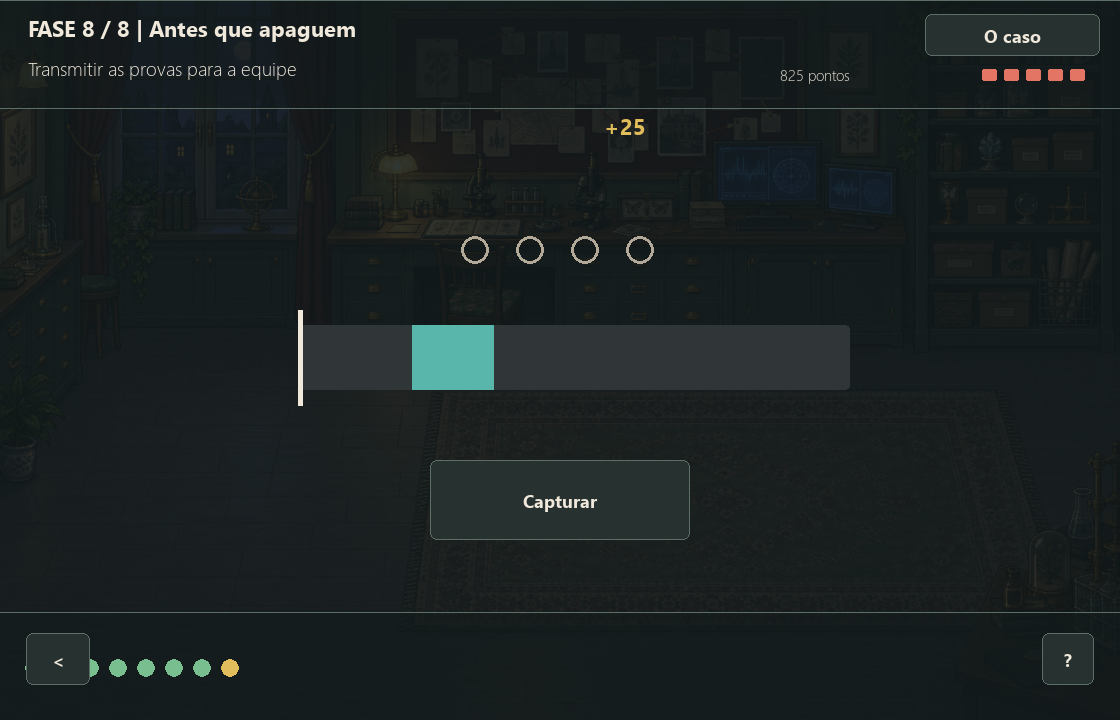 FASE 8 / 8 | Antes que apaguem
O caso
Transmitir as provas para a equipe
825 pontos
+25
Capturar
<
?